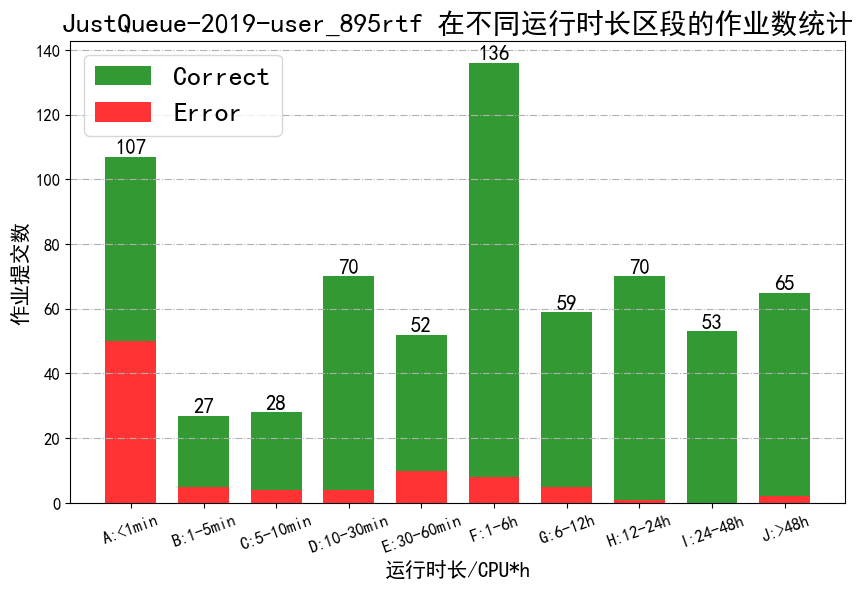 JustQueue-2019-user_895rtf 在不同运行时长区段的作业数统计
Correct
Error
作业提交数
140
120
100
80
60
40
20
0
107
27
28
70
52
136
59
70
53
65
A:<1min
B:1-5min
C:5-10min
D:10-30min
E:30-60min
F:1-6h
G:6-12h
H:12-24h
I:24-48h
J:>48h
运行时长/CPU*h